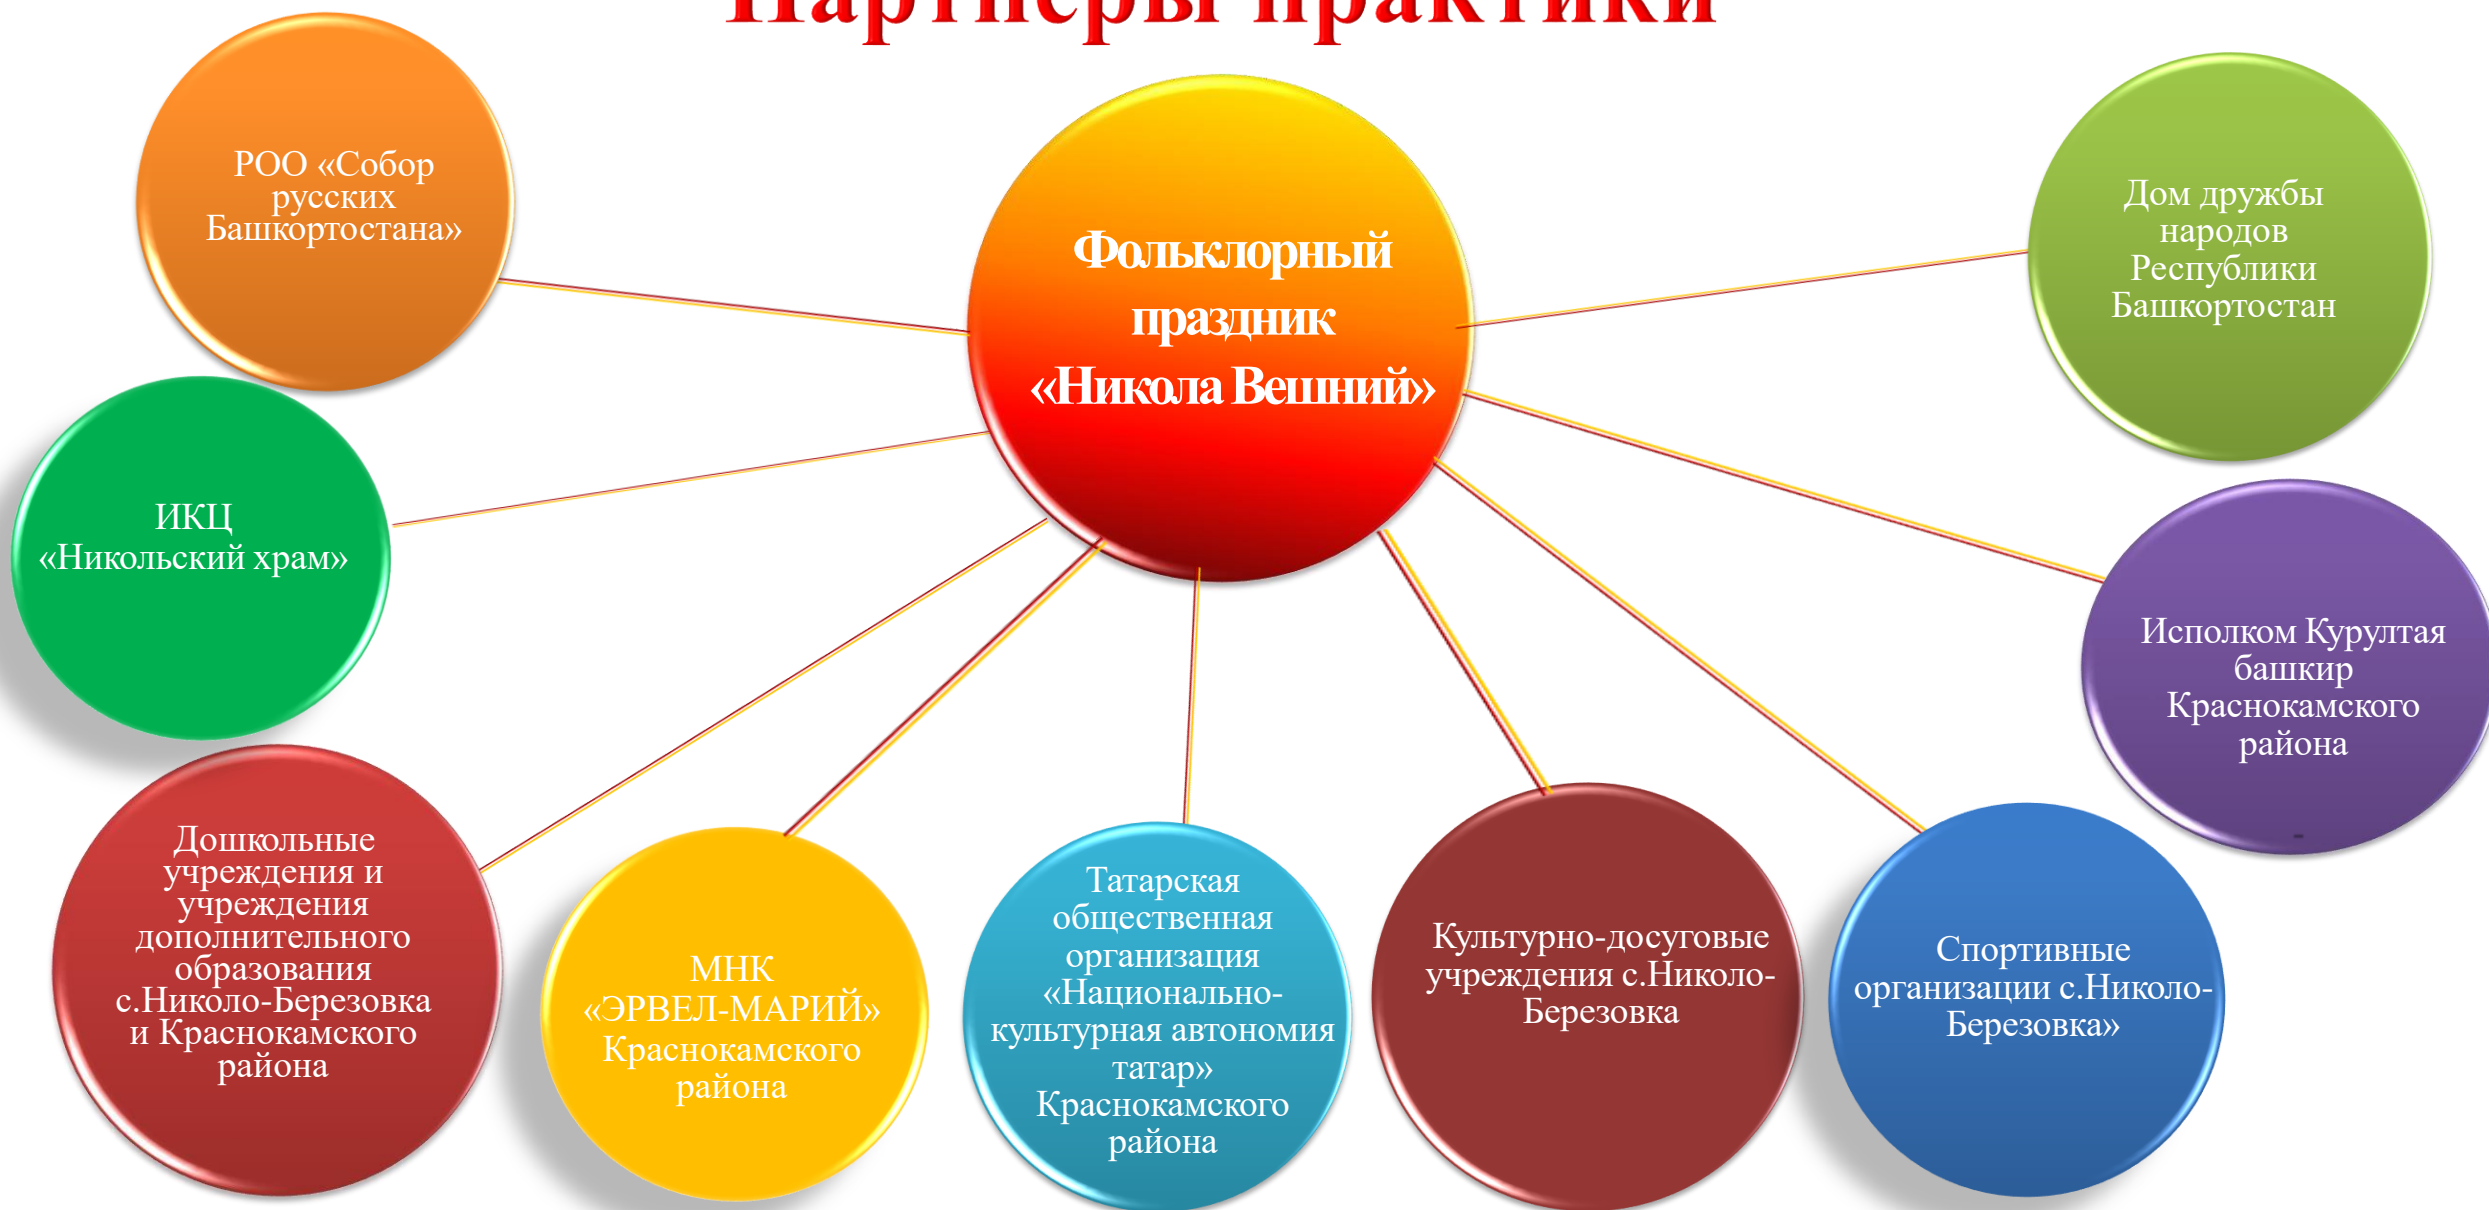 Партнеры практики
РОО «Собор
русских
Башкортостана»
Фольклорный
праздник
«Никола Вешний»
Дом дружбы
народов
Республики
Башкортостан
ИКЦ
«Никольский храм»
Исполком Курултая
башкир
Краснокамского
района
-
Дошкольные
учреждения и
учреждения
дополнительного
образования
с.Николо-Березовка
и Краснокамского
района
МНК
«ЭРВЕЛ-МАРИЙ»
Краснокамского
района
Татарская
общественная
организация
«Национально-
культурная автономия
татар»
Краснокамского
района
Культурно-досуговые
учреждения с.Николо-
Березовка
Спортивные
организации с.Николо-
Березовка»